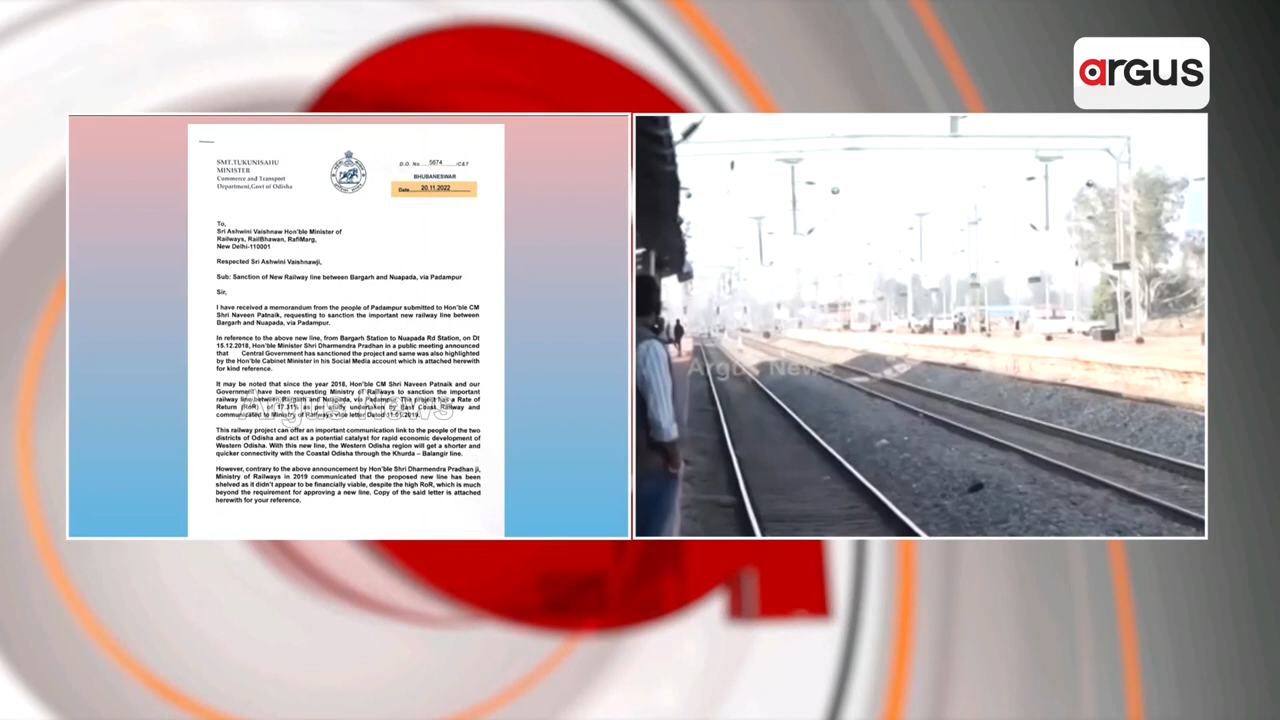 argus
SMT.TUKUNISAHU
MINISTER
Commerce and Transport
Department,Govt of Odisha
D.O. No. 5674 /C&T
BHUBANESWAR
Date 20.11.2022
To,
Sri Ashwini Vaishnaw Hon'ble Minister of
Railways, RailBhawan, RafiMarg,
New Delhi-110001
Respected Sri Ashwini Vaishnawji,
Sub: Sanction of New Railway line between Bargarh and Nuapada, via Padampur
Sir,
I have received a memorandum from the people of Padampur submitted to Hon'ble CM
Shri Naveen Patnaik, requesting to sanction the important new railway line between
Bargarh and Nuapada, via Padampur.
In reference to the above new line, from Bargarh Station to Nuapada Rd Station, on Dt
15.12.2018, Hon'ble Minister Shri Dharmendra Pradhan in a public meeting announced
that Central Government has sanctioned the project and same was also highlighted
by the Hon'ble Cabinet Minister in his Social Media account which is attached herewith
for kind reference.
It may be noted that since the year 2018, Hon'ble CM Shri Naveen Patnaik and our
Government have been requesting Ministry of Railways to sanction the important
railway line between Bargarh and Nuapada, via Padampur. The project has a Rate of
Return (RoR) of 17.31% as per study undertaken by East Coast Railway and
communicated to Ministry of Railways vice letter Dated 11.01.2019.
This railway project can offer an important communication link to the people of the two
districts of Odisha and act as a potential catalyst for rapid economic development of
Western Odisha. With this new line, the Western Odisha region will get a shorter and
quicker connectivity with the Coastal Odisha through the Khurda – Balangir line.
However, contrary to the above announcement by Hon'ble Shri Dharmendra Pradhan ji,
Ministry of Railways in 2019 communicated that the proposed new line has been
shelved as it didn't appear to be financially viable, despite the high RoR, which is much
beyond the requirement for approving a new line. Copy of the said letter is attached
herewith for your reference.
Argus News
Argus News